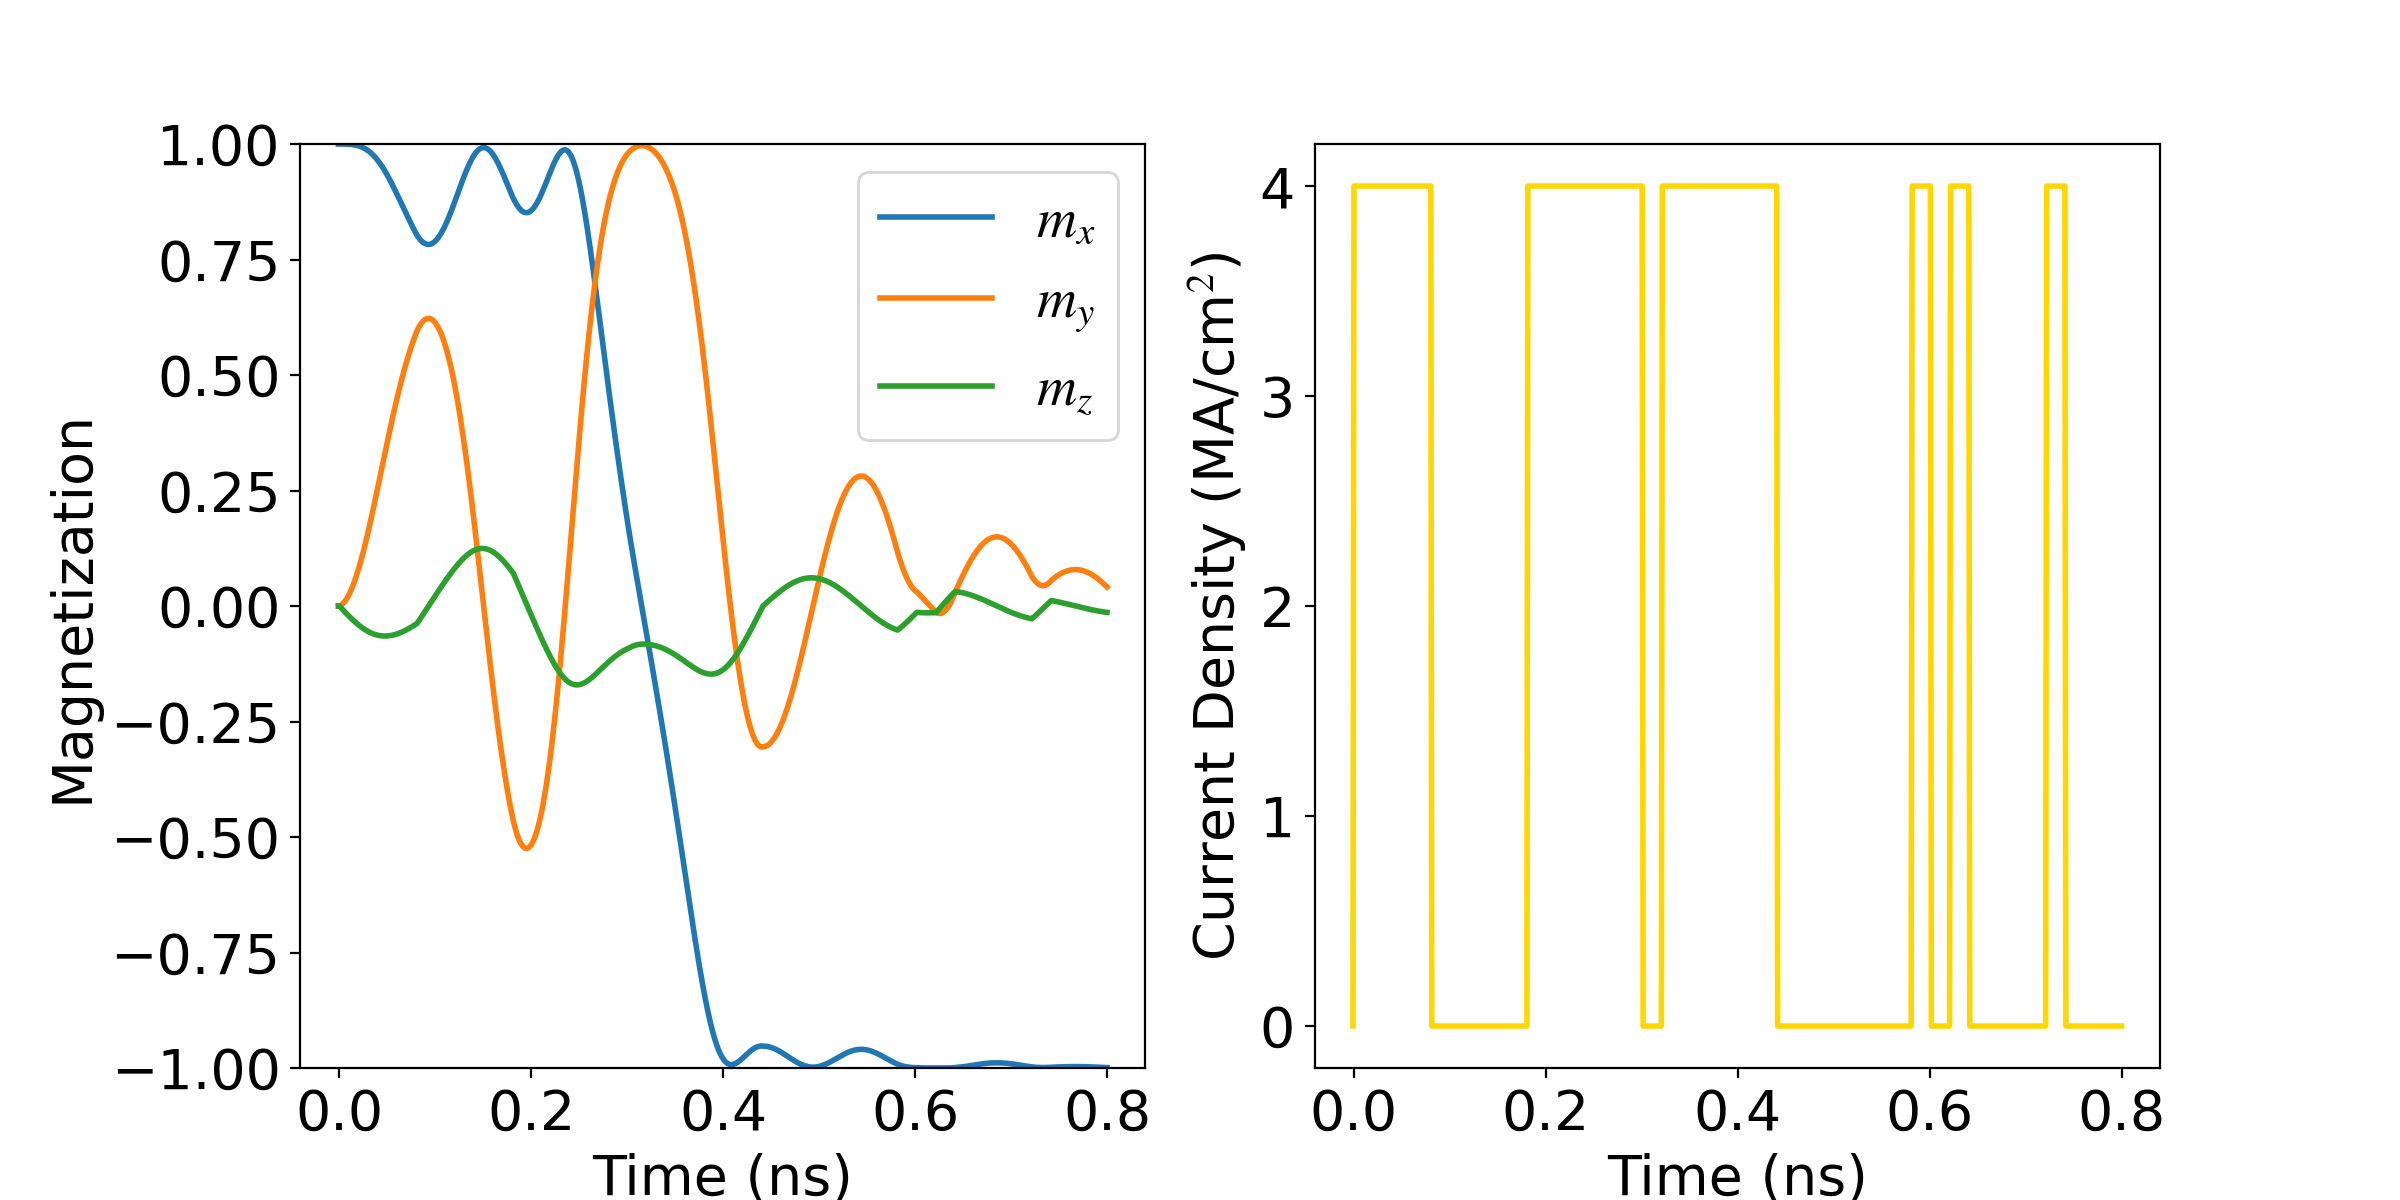 1.00
0.75
0.50
0.25
0.00
−0.25
−0.50
−0.75
−1.00
Magnetization
0.0 0.2 0.4 0.6 0.8
Time (ns)
m_x
m_y
m_z
4
3
2
1
0
Current Density (MA/cm²)
0.0 0.2 0.4 0.6 0.8
Time (ns)